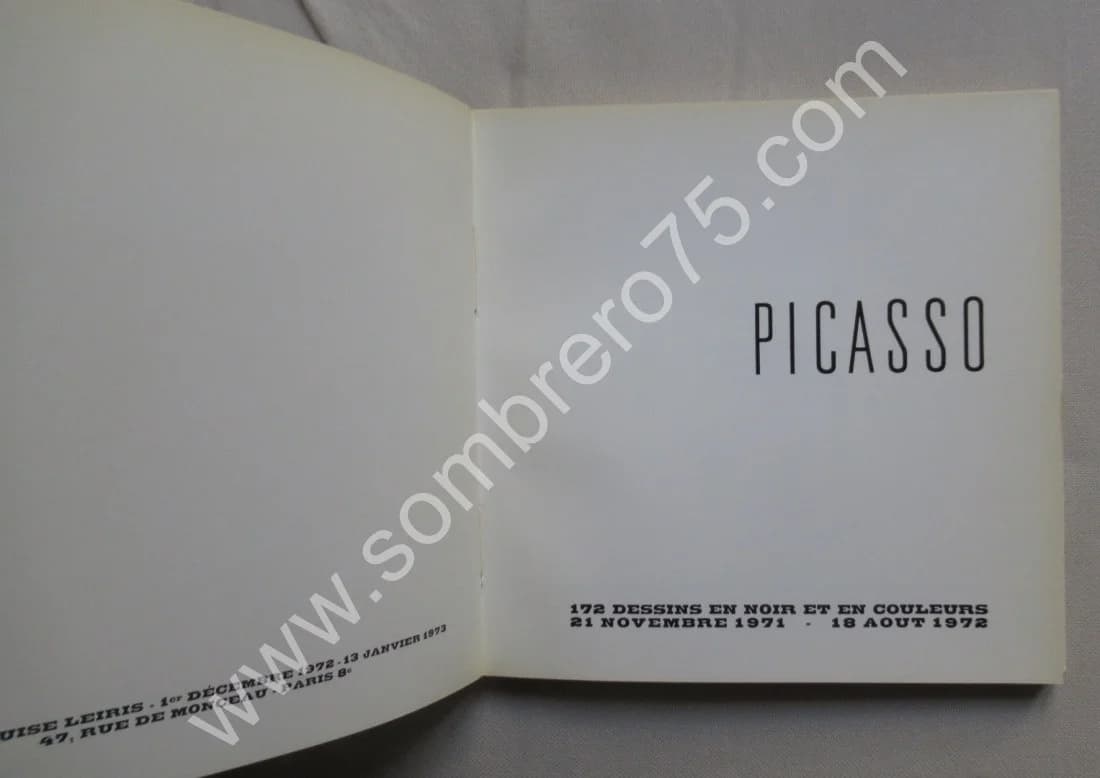 UISE LEIRIS - 1er DÉCEMBRE 1972 - 13 JANVIER 1973
47, RUE DE MONCEAU - PARIS 8e
PICASSO
172 DESSINS EN NOIR ET EN COULEURS
21 NOVEMBRE 1971 - 18 AOUT 1972
www.sombrero75.com